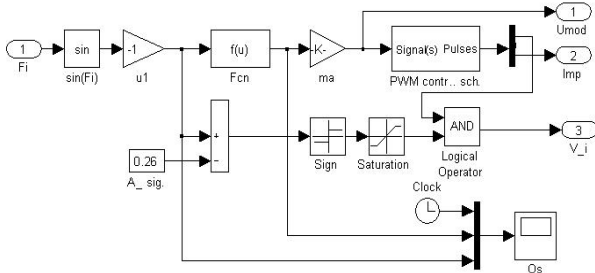 1
Fi
sin
sin(Fi)
-1
u1
f(u)
Fcn
-K-
ma
Signal(s) Pulses
PWM contr.. sch.
1
Umod
2
Imp
0.26
A_ sig.
+
−
Sign
Saturation
AND
Logical
Operator
3
V_i
Clock
Os